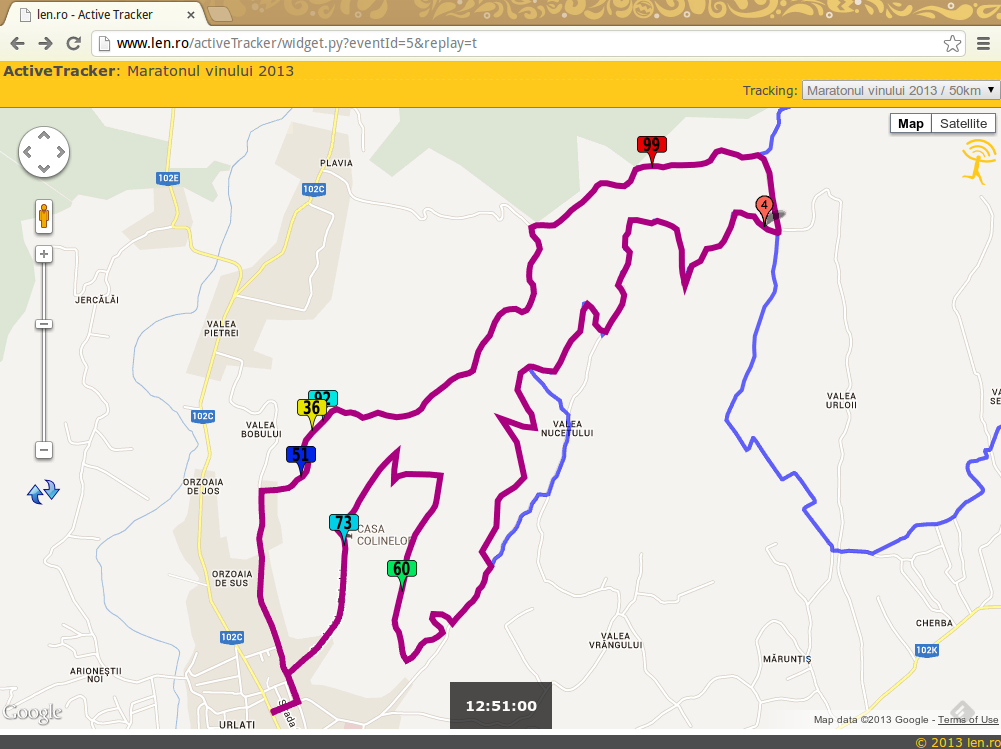 len.ro - Active Tracker
www.len.ro/activeTracker/widget.py?eventId=5&replay=t
ActiveTracker: Maratonul vinului 2013
Tracking: Maratonul vinului 2013 / 50km
Map Satellite
99
PLAVIA
102E
102C
4
JERCĂLĂI
VALEA
PIETREI
92
36
102C
VALEA
BOBULUI
VALEA
NUCETULUI
VALEA
URLOII
VA
SE
51
ORZOAIA
DE JOS
73
CASA
COLINELOR
60
ORZOAIA
DE SUS
102C
CHERBA
VALEA
VRÂNGULUI
102K
MĂRUNȚIȘ
ARIONEȘTII
NOI
Strada
URLATI
12:51:00
Google
Map data ©2013 Google - Terms of Use
© 2013 len.ro